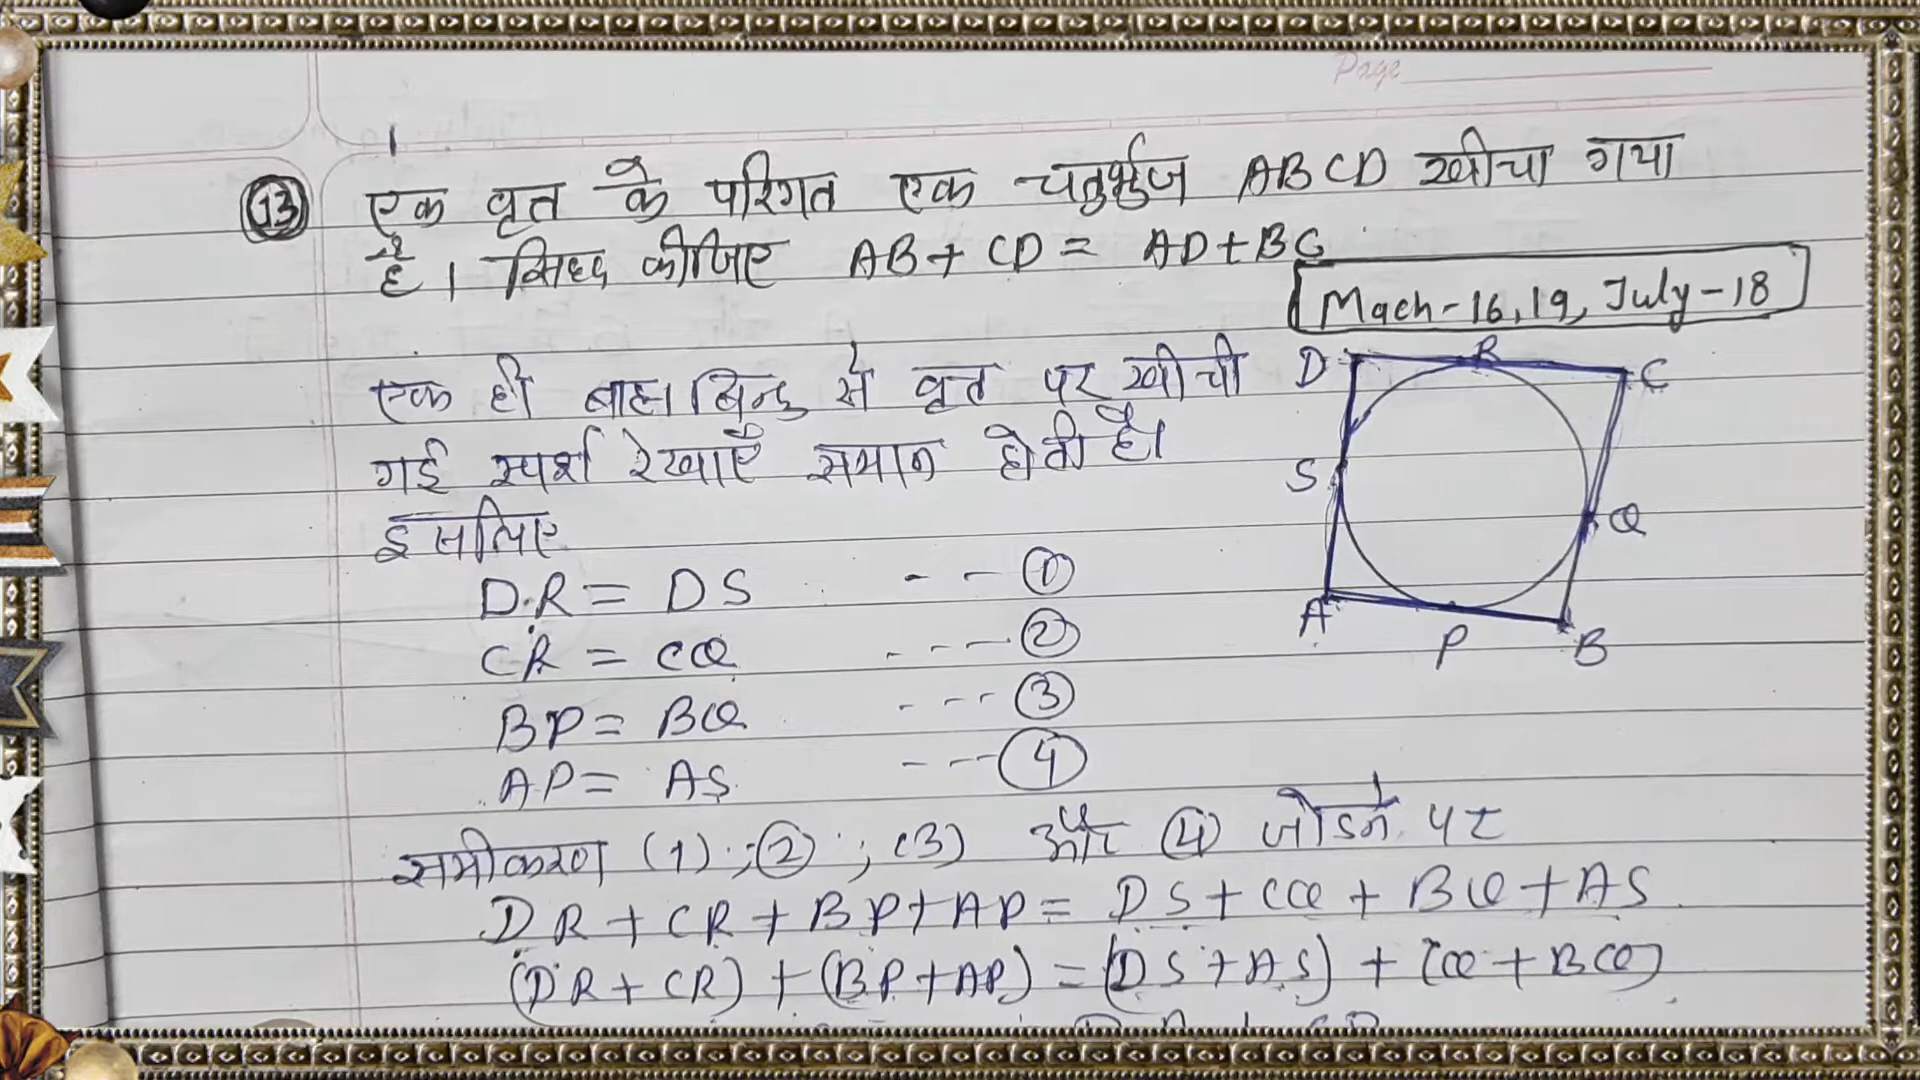 Page
13 एक वृत के परिगत एक चतुर्भुज ABCD खीचा गया
है। सिध्द कीजिए AB + CD = AD + BC
Mach-16,19, July-18
एक ही बाह्य बिन्दु से वृत पर खीची
गई स्पर्श रेखाएँ समान होती है।
इसलिए
D R C
S Q
A P B
DR = DS --- ①
CR = CQ ---- ②
BP = BQ --- ③
AP = AS --- ④
समीकरण (1), ②, (3) और ④ जोडने पर
DR + CR + BP + AP = DS + CQ + BQ + AS
(DR + CR) + (BP + AP) = (DS + AS) + (CQ + BQ)